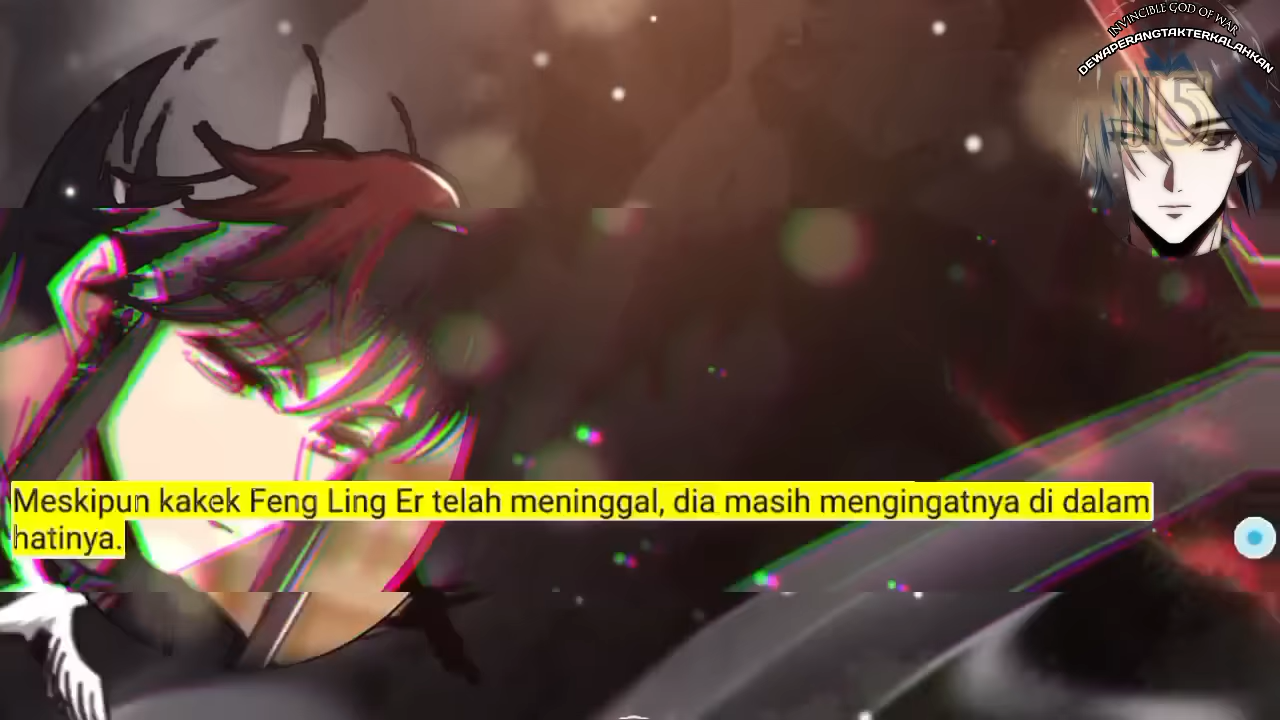 INVINCIBLE GOD OF WAR
DEWAPERANGTAKTERKALAHKAN
Meskipun kakek Feng Ling Er telah meninggal, dia masih mengingatnya di dalam
hatinya.